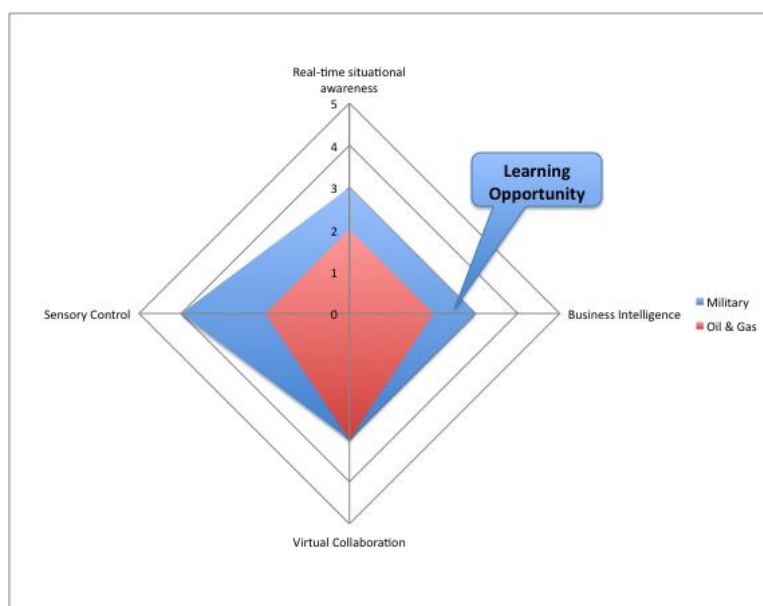 Real-time situational
awareness
5
4
3
2
1
0
Learning
Opportunity
Sensory Control
Business Intelligence
Military
Oil & Gas
Virtual Collaboration